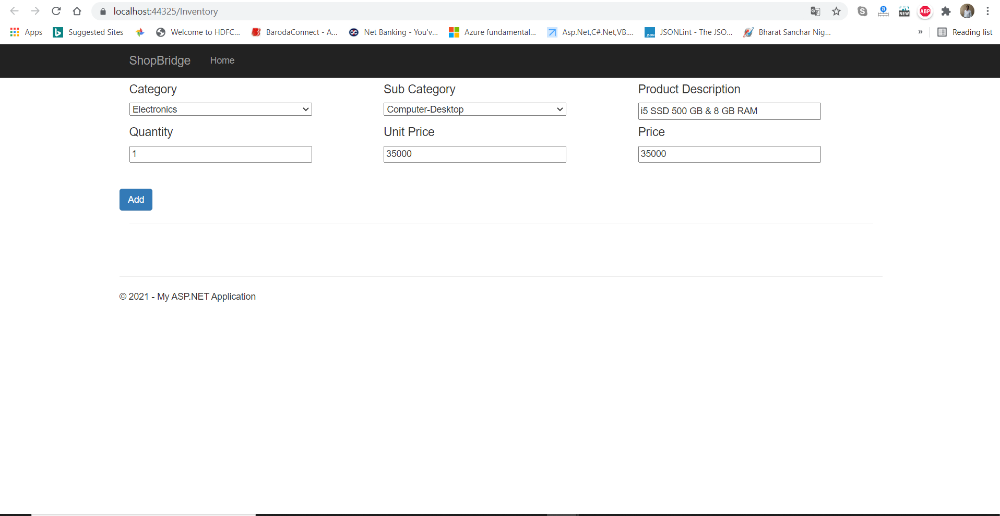 localhost:44325/Inventory
NEW
ABP
Apps Suggested Sites Welcome to HDFC... BarodaConnect - A... Net Banking - You'v... Azure fundamental... Asp.Net,C#.Net,VB.... JSON JSONLint - The JSO... Bharat Sanchar Nig... » Reading list
ShopBridge Home
Category Sub Category Product Description
Electronics Computer-Desktop i5 SSD 500 GB & 8 GB RAM
Quantity Unit Price Price
1 35000 35000
Add
© 2021 - My ASP.NET Application